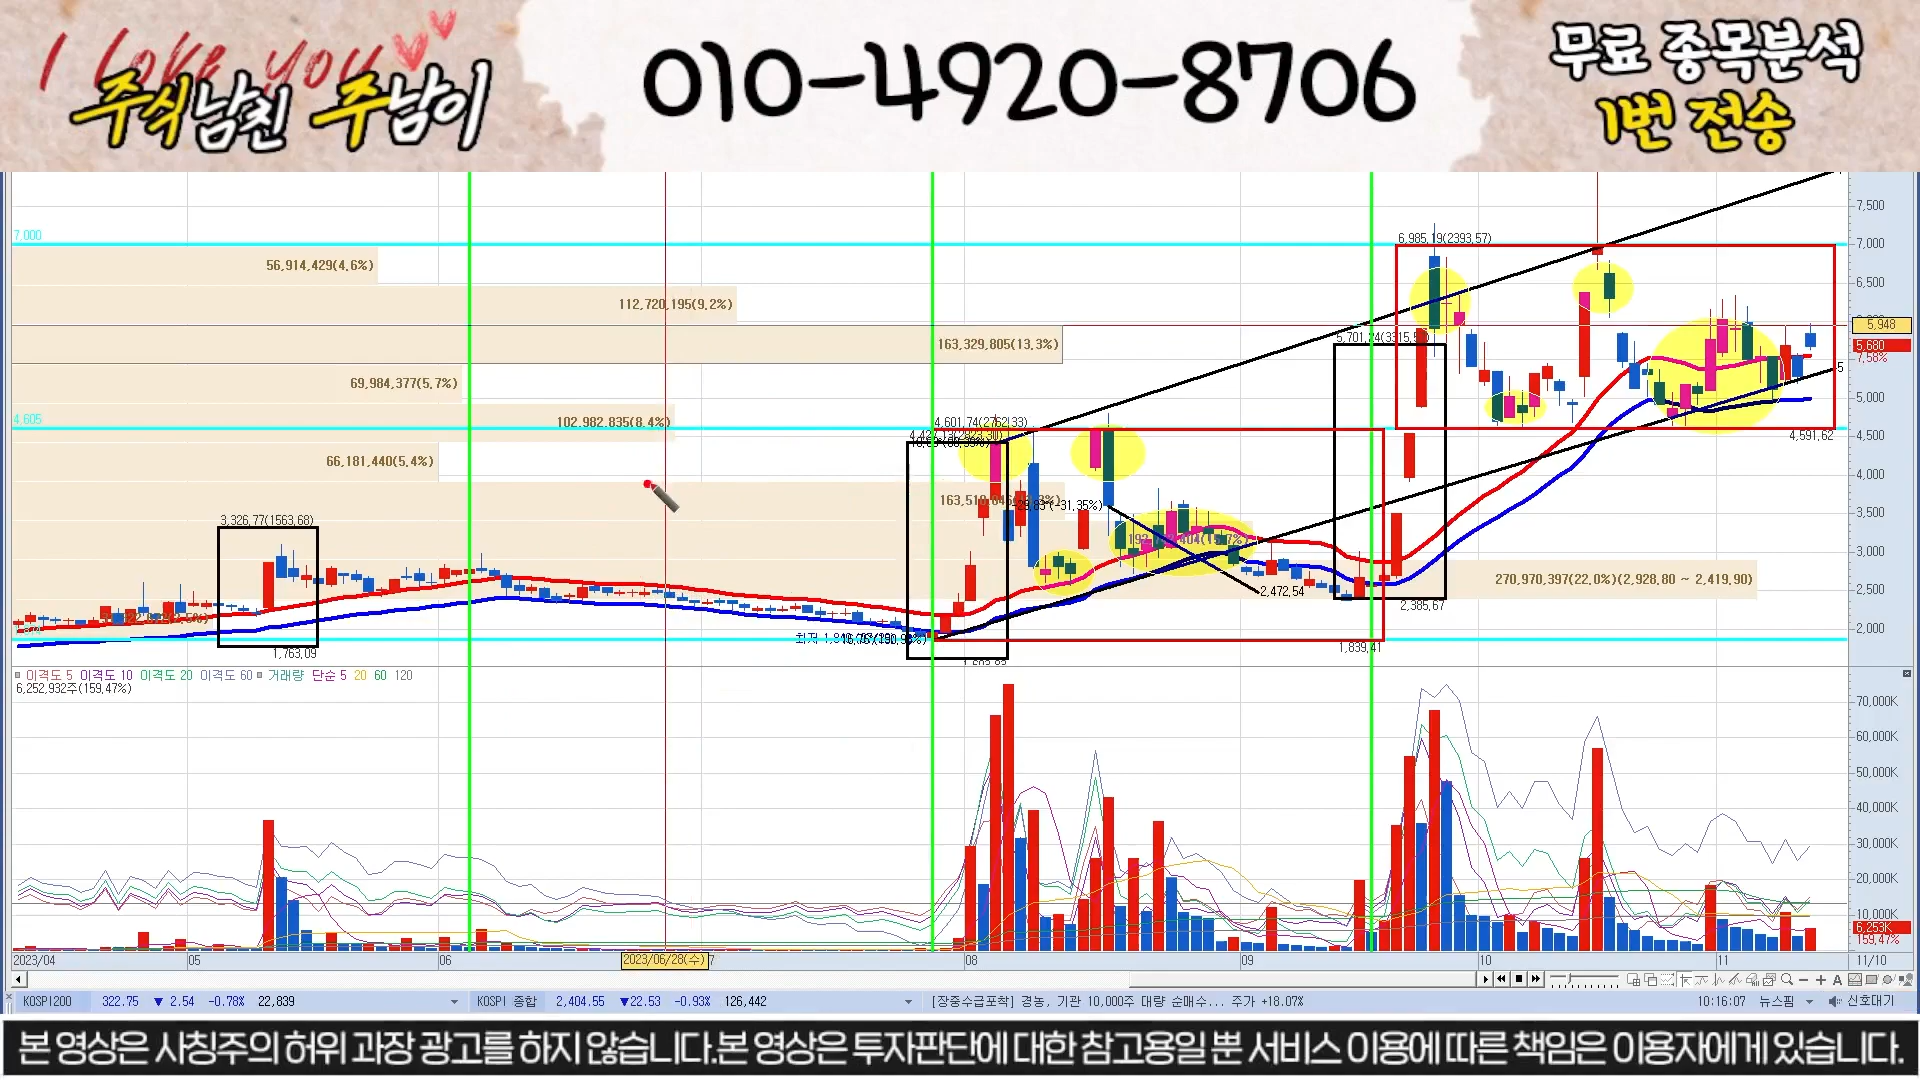 I Love you
주식남친 주남이
010-4920-8706
무료 종목분석
1번 전송
7,000
56,914,429(4.6%)
112,720,195(9.2%)
163,329,805(13.3%)
69,984,377(5.7%)
4,605
102,982,835(8.4%)
66,181,440(5.4%)
270,970,397(22.0%)(2,928.80 ~ 2,419.90)
3,326.77(1563.68)
1,763.09
4,601.74(2762.33)
2,472.54
1,839.41
2,385.67
6,985.19(2393.57)
4,591.62
7,500
7,000
6,500
5,948
5,680
7.58%
5,000
4,500
4,000
3,500
3,000
2,500
2,000
이격도 5 이격도 10 이격도 20 이격도 60 거래량 단순 5 20 60 120
6,252,932주(159.47%)
70,000K
60,000K
50,000K
40,000K
30,000K
20,000K
10,000K
6,253K
159.47%
2023/04 05 06 2023/06/28(수) 7 08 09 10 11 11/10
KOSPI200 322.75 ▼ 2.54 -0.78% 22,839 KOSPI 종합 2,404.55 ▼22.53 -0.93% 126,442 [장중수급포착] 경농, 기관 10,000주 대량 순매수... 주가 +18.07% 10:16:07 뉴스핌 신호대기
본 영상은 사칭주의 허위 과장 광고를 하지 않습니다.본 영상은 투자판단에 대한 참고용일 뿐 서비스 이용에 따른 책임은 이용자에게 있습니다.